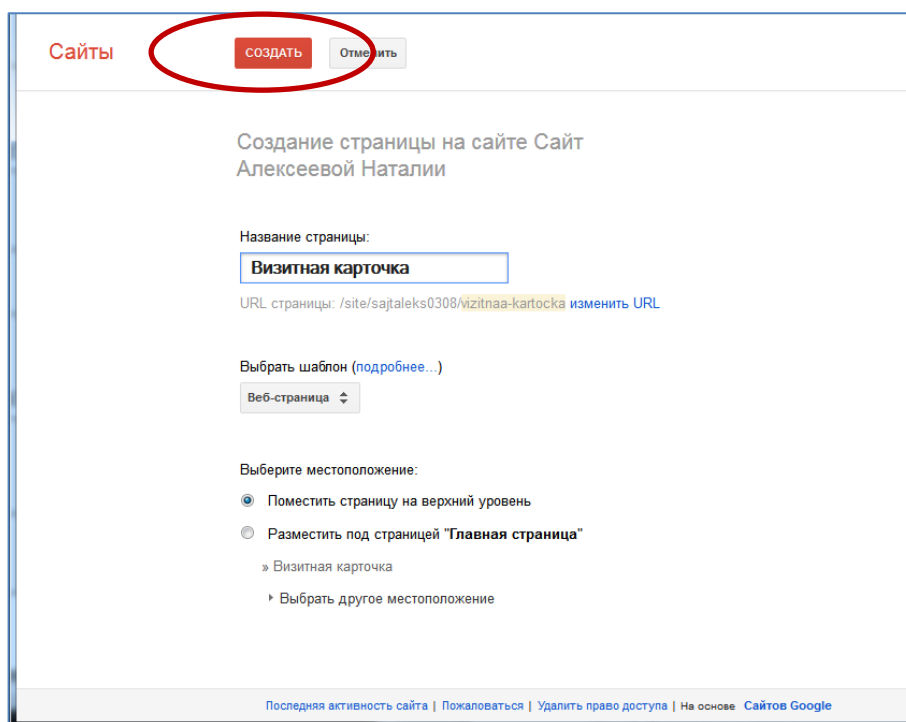 Сайты
СОЗДАТЬ
Отменить
Создание страницы на сайте Сайт
Алексеевой Наталии
Название страницы:
Визитная карточка
URL страницы: /site/sajtaleks0308/vizitnaa-kartocka изменить URL
Выбрать шаблон (подробнее...)
Веб-страница
Выберите местоположение:
Поместить страницу на верхний уровень
Разместить под страницей "Главная страница"
» Визитная карточка
Выбрать другое местоположение
Последняя активность сайта | Пожаловаться | Удалить право доступа | На основе Сайтов Google